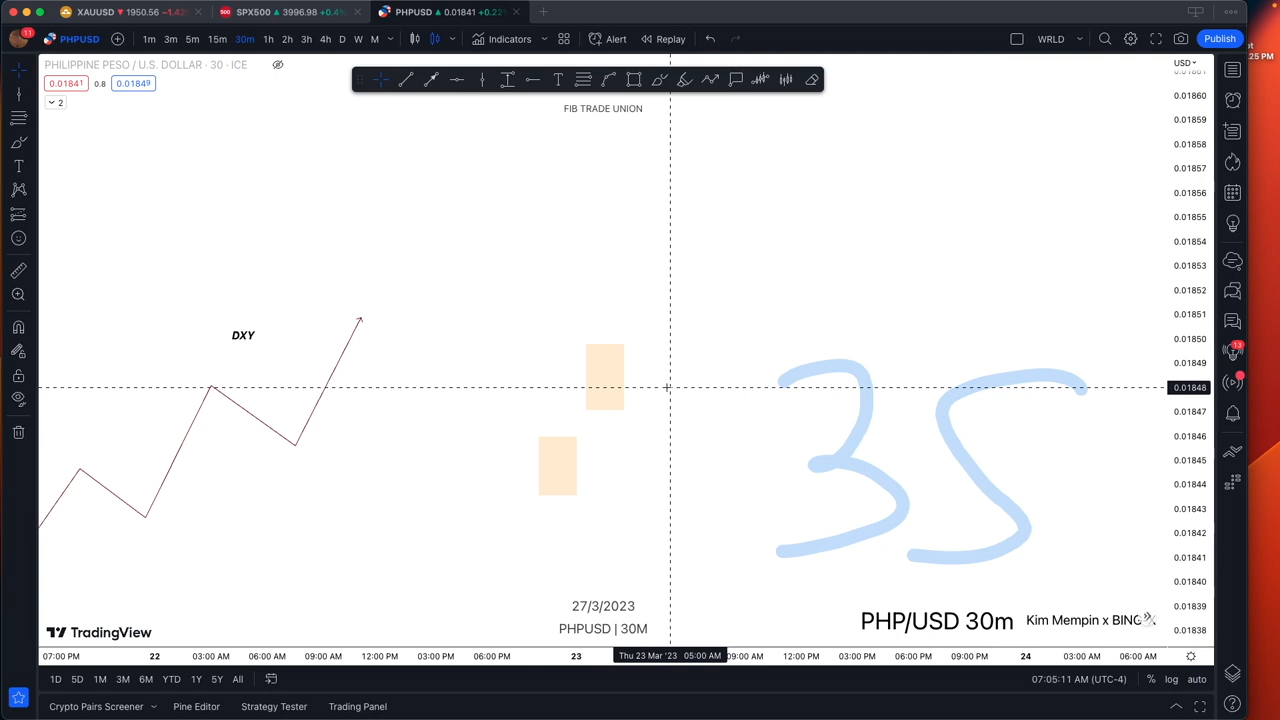 XAUUSD ▼ 1950.56 −1.42
SPX500 ▲ 3996.98 +0.4%
PHPUSD ▲ 0.01841 +0.22
11
PHPUSD
1m 3m 5m 15m 30m 1h 2h 3h 4h D W M
Indicators
Alert
Replay
WRLD
Publish
PHILIPPINE PESO / U.S. DOLLAR · 30 · ICE
0.01841 0.8 0.01849
2
FIB TRADE UNION
USD
.25 PM
0.01860
0.01859
0.01858
0.01857
0.01856
0.01855
0.01854
0.01853
0.01852
0.01851
0.01850
0.01849
0.01848
0.01847
0.01846
0.01845
0.01844
0.01843
0.01842
0.01841
0.01840
0.01839
0.01838
13
DXY
3S
27/3/2023
PHPUSD | 30M
PHP/USD 30m
Kim Mempin x
TradingView
07:00 PM 22 03:00 AM 06:00 AM 09:00 AM 12:00 PM 03:00 PM 06:00 PM 23 Thu 23 Mar '23 05:00 AM 09:00 AM 12:00 PM 03:00 PM 06:00 PM 09:00 PM 24 03:00 AM 06:00 AM
1D 5D 1M 3M 6M YTD 1Y 5Y All
07:05:11 AM (UTC-4) % log auto
Crypto Pairs Screener Pine Editor Strategy Tester Trading Panel